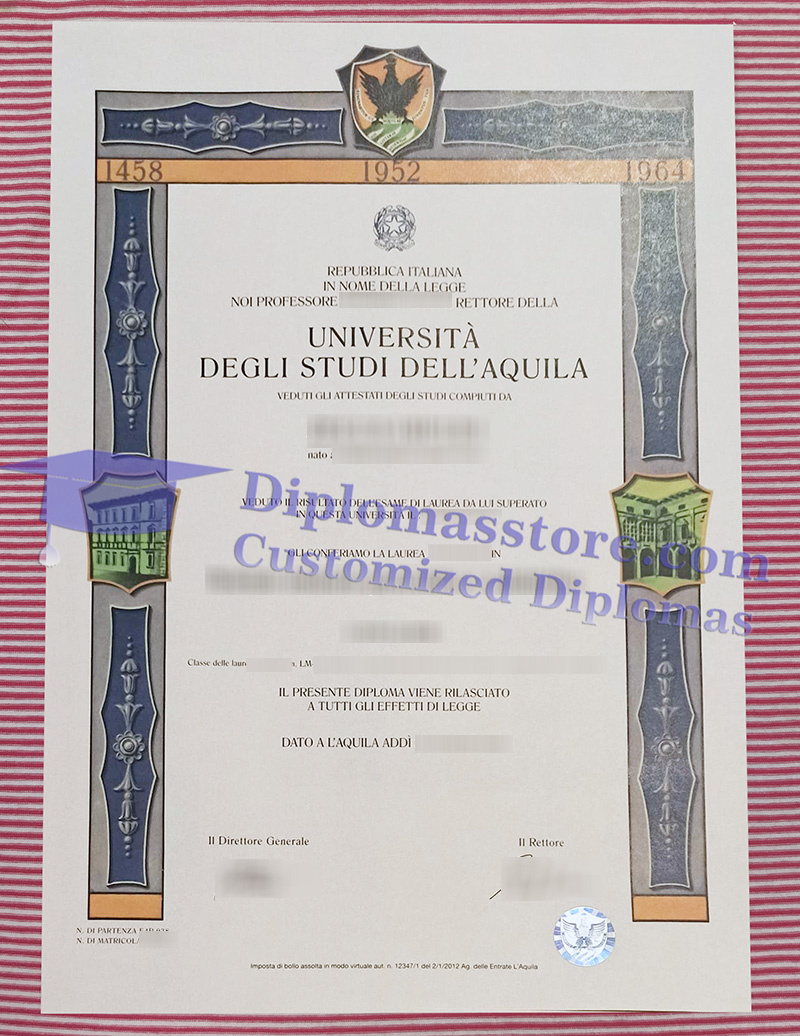 1458 1952 1964
REPUBBLICA ITALIANA
IN NOME DELLA LEGGE
NOI PROFESSORE RETTORE DELLA
UNIVERSITÀ
DEGLI STUDI DELL'AQUILA
VEDUTI GLI ATTESTATI DEGLI STUDI COMPIUTI DA
nato
Diplomasstore.com
Customized Diplomas
VEDUTO IL RISULTATO DELL'ESAME DI LAUREA DA LUI SUPERATO
IN QUESTA UNIVERSITÀ IL
GLI CONFERIAMO LA LAUREA IN
Classe delle LM-
IL PRESENTE DIPLOMA VIENE RILASCIATO
A TUTTI GLI EFFETTI DI LEGGE
DATO A L'AQUILA ADDÌ
Il Direttore Generale Il Rettore
N. DI PARTENZA
N. DI
Imposta di bollo assolta in modo virtuale aut. n. 12347/1 del 2/1/2012 Ag. delle Entrate L'Aquila